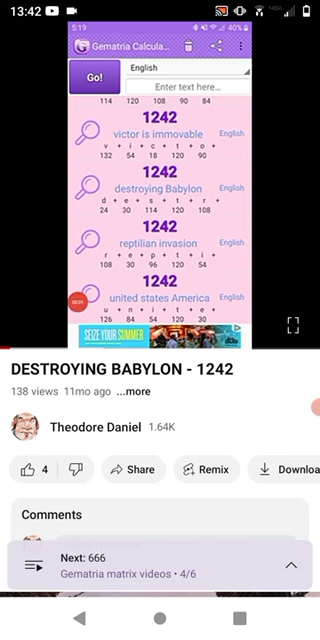 13:42
5:19
40%
Gematria Calcula...
Go!
English
Enter text here...
114 120 108 90 84
1242
victor is immovable English
v + i + c + t + o +
132 54 18 120 90
1242
destroying Babylon English
d + e + s + t + r +
24 30 114 120 108
1242
reptilian invasion English
r + e + p + t + i +
108 30 96 120 54
1242
united states America English
u + n + i + t + e +
126 84 54 120 30
SEIZE YOUR SUMMER
DESTROYING BABYLON - 1242
138 views 11mo ago ...more
Theodore Daniel 1.64K
4 Share Remix Downloa
Comments
Next: 666
Gematria matrix videos • 4/6